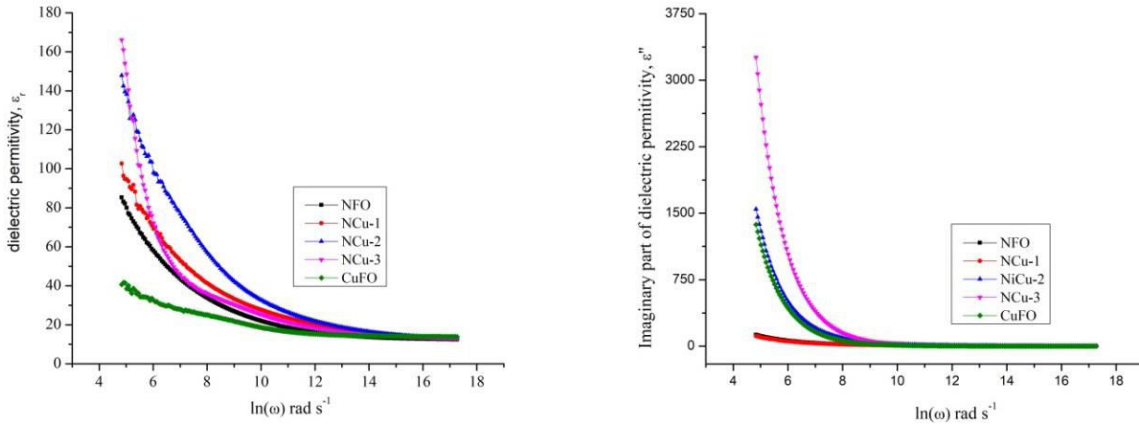 180
160
140
120
100
80
60
40
20
0
dielectric permitivity, εr
NFO
NCu-1
NCu-2
NCu-3
CuFO
4 6 8 10 12 14 16 18
ln(ω) rad s-1
3750
3000
2250
1500
750
0
Imaginary part of dielectric permitivity, ε"
NFO
NCu-1
NiCu-2
NCu-3
CuFO
4 6 8 10 12 14 16 18
ln(ω) rad s-1